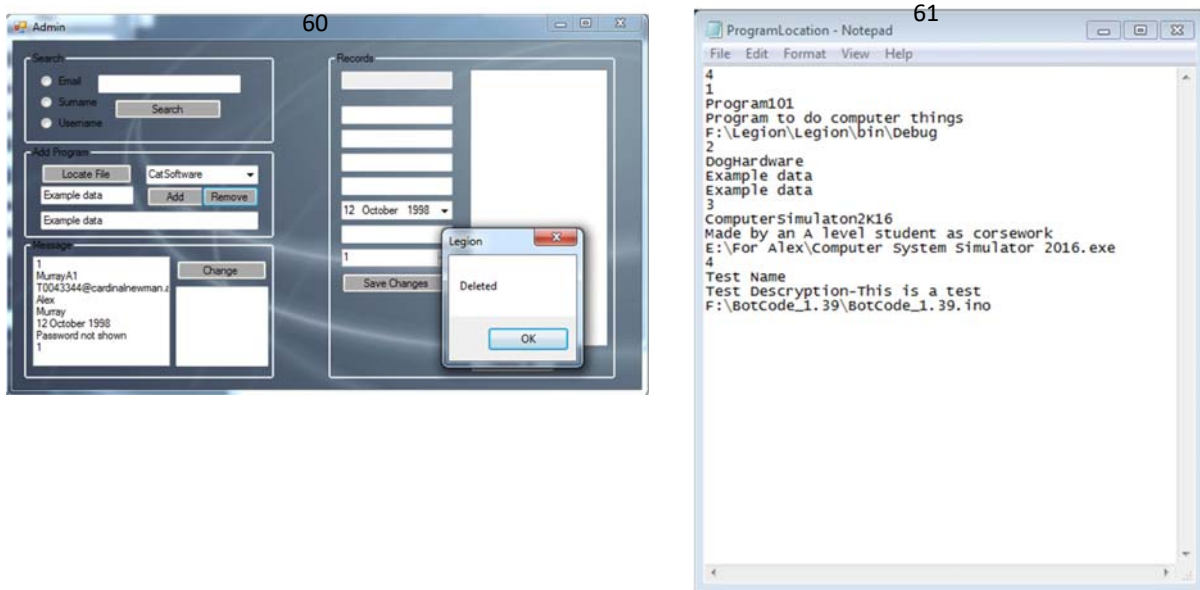 60
Admin
Search
Email
Surname
Search
Username
Add Program
Locate File
CatSoftware
Example data
Add
Remove
Example data
Message
1
MurrayA1
T0043344@cardinalnewman.a
Alex
Murray
12 October 1998
Password not shown
1
Change
Records
12 October 1998
1
Save Changes
Legion
Deleted
OK
61
ProgramLocation - Notepad
File Edit Format View Help
4
1
Program101
Program to do computer things
F:\Legion\Legion\bin\Debug
2
DogHardware
Example data
Example data
3
ComputerSimulaton2K16
Made by an A level student as corsework
E:\For Alex\Computer System Simulator 2016.exe
4
Test Name
Test Descryption-This is a test
F:\BotCode_1.39\BotCode_1.39.ino